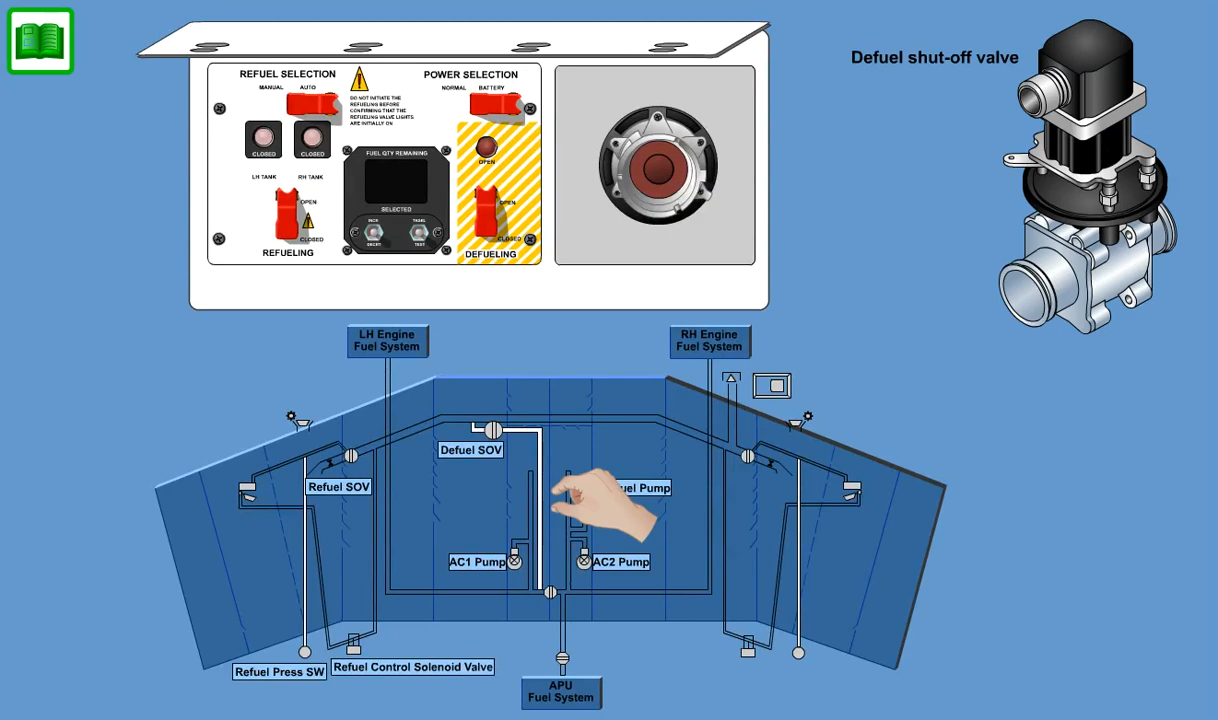 REFUEL SELECTION
MANUAL AUTO
DO NOT INITIATE THE
REFUELING BEFORE
CONFIRMING THAT THE
REFUELING VALVE LIGHTS
ARE INITIALLY ON
POWER SELECTION
NORMAL BATTERY
CLOSED CLOSED
LH TANK RH TANK
OPEN
CLOSED
REFUELING
FUEL QTY REMAINING
SELECTED
INCR
DECR
TEST
OPEN
OPEN
CLOSED
DEFUELING
Defuel shut-off valve
LH Engine
Fuel System
RH Engine
Fuel System
Defuel SOV
Refuel SOV
uel Pump
AC1 Pump
AC2 Pump
Refuel Press SW
Refuel Control Solenoid Valve
APU
Fuel System